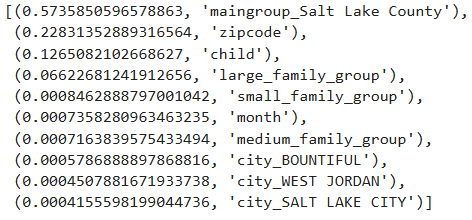 [(0.5735850596578863, 'maingroup_Salt Lake County'),
(0.22831352889316564, 'zipcode'),
(0.1265082102668627, 'child'),
(0.06622681241912656, 'large_family_group'),
(0.0008462888797001042, 'small_family_group'),
(0.0007358280963463235, 'month'),
(0.0007163839575433494, 'medium_family_group'),
(0.0005786888897868816, 'city_BOUNTIFUL'),
(0.0004507881671933738, 'city_WEST JORDAN'),
(0.0004155598199044736, 'city_SALT LAKE CITY')]